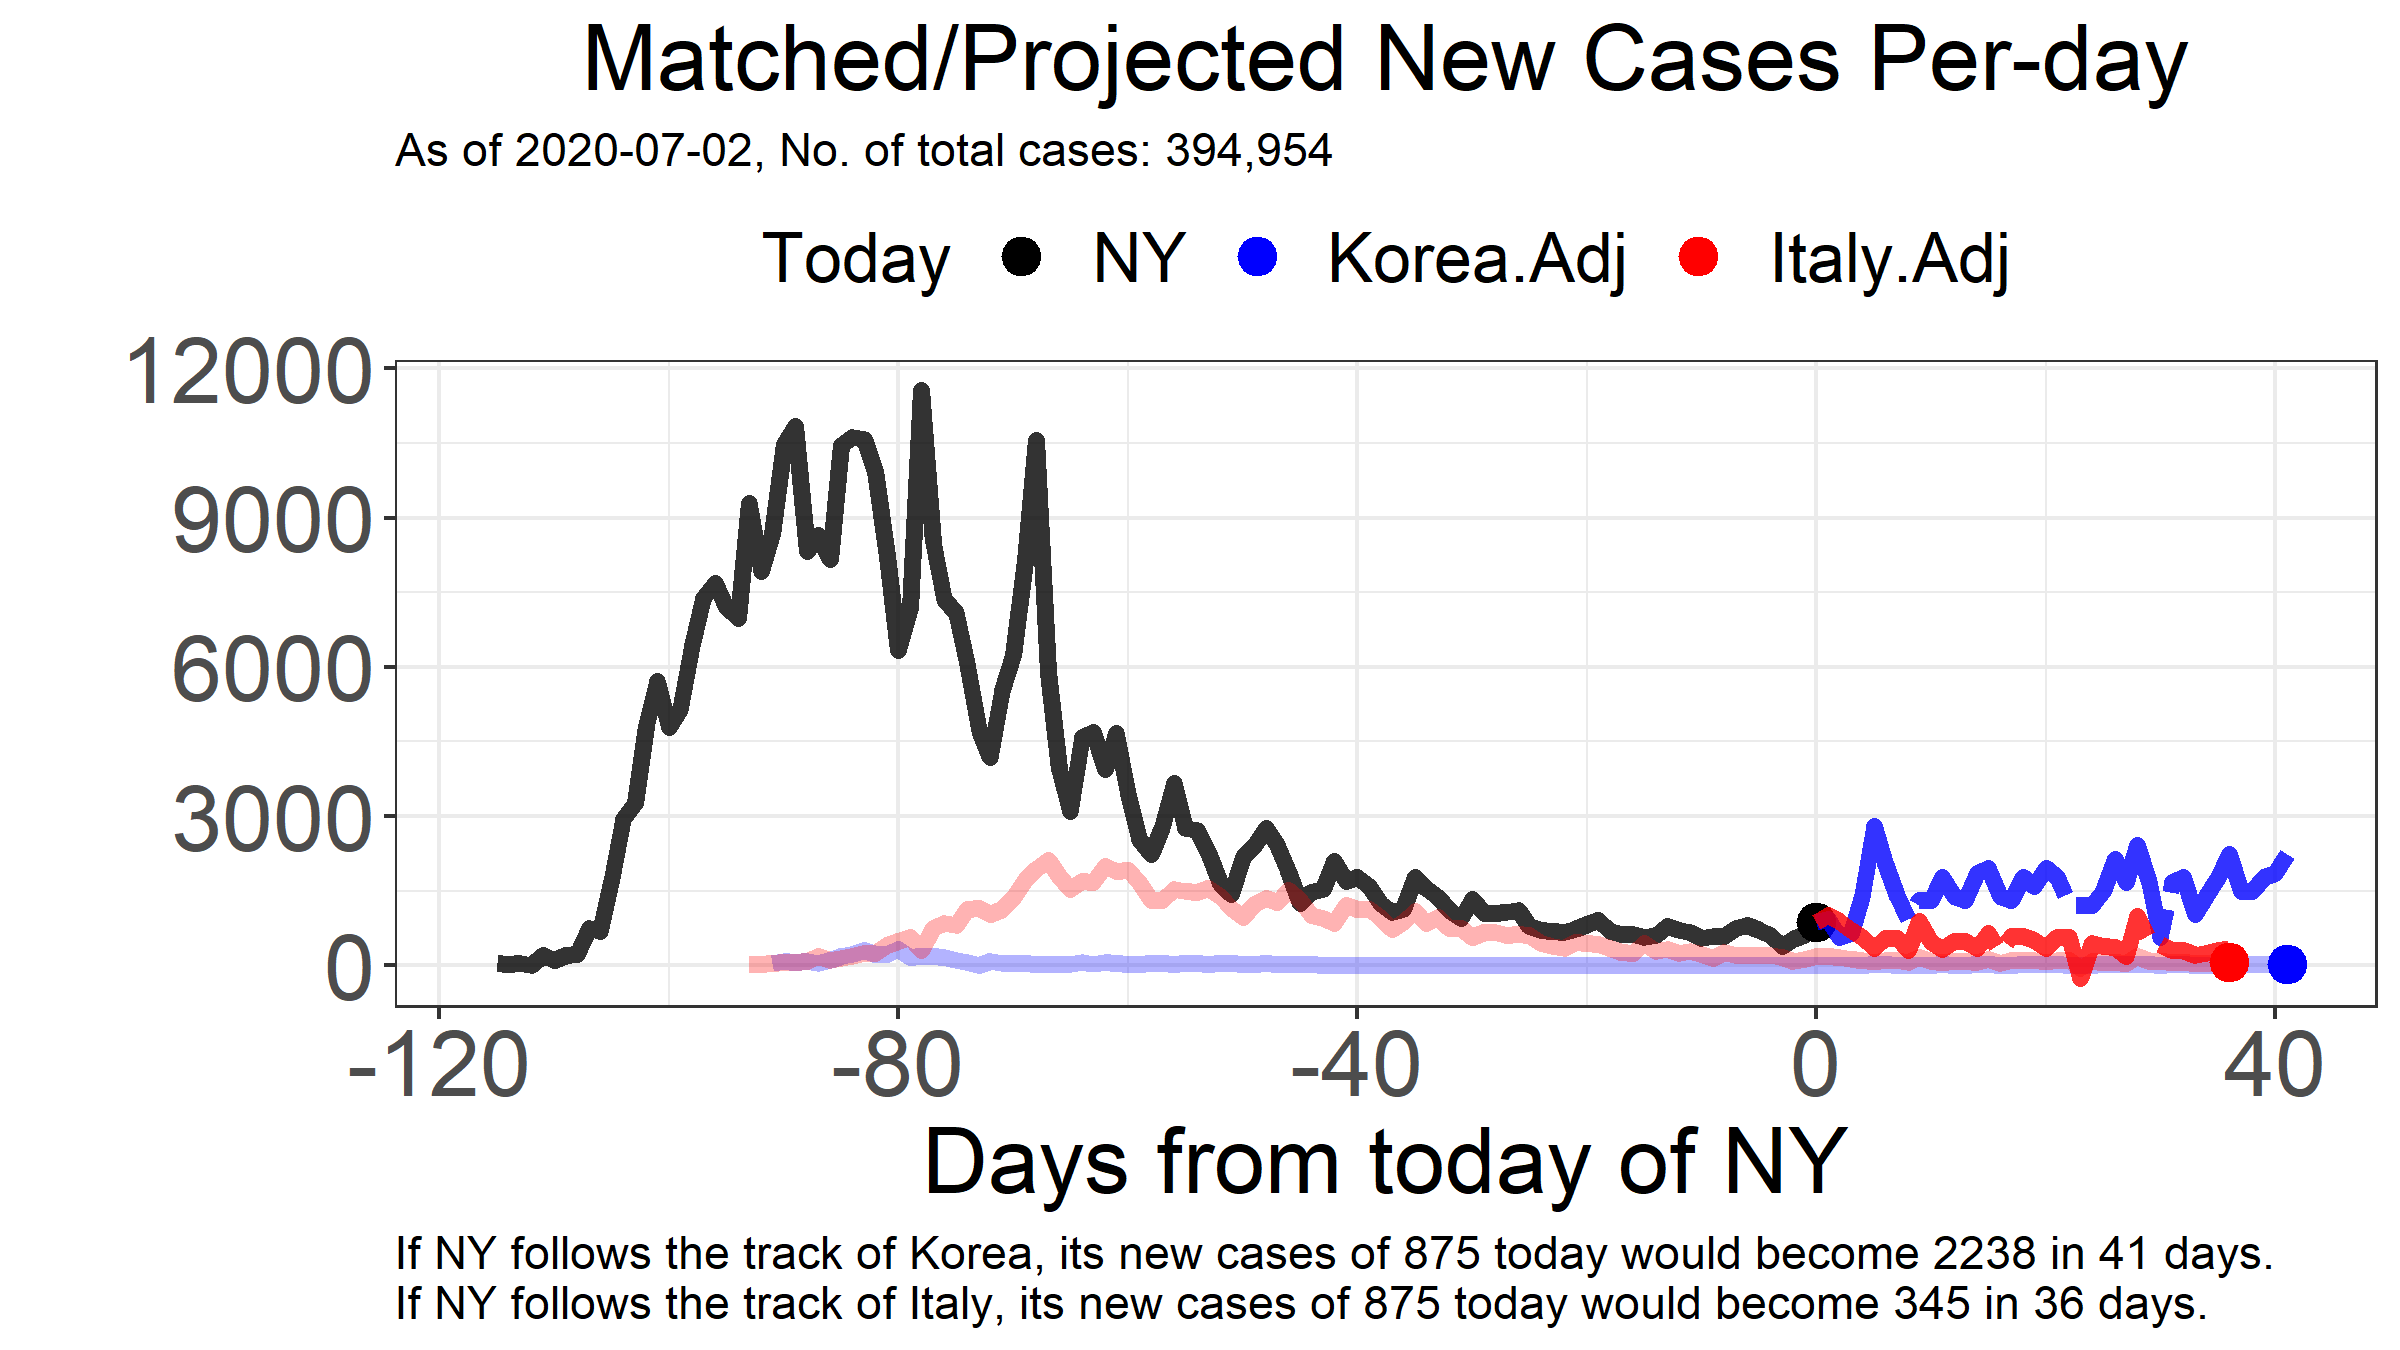 Matched/Projected New Cases Per-day
As of 2020-07-02, No. of total cases: 394,954
Today NY Korea.Adj Italy.Adj
12000
9000
6000
3000
0
-120 -80 -40 0 40
Days from today of NY
If NY follows the track of Korea, its new cases of 875 today would become 2238 in 41 days.
If NY follows the track of Italy, its new cases of 875 today would become 345 in 36 days.